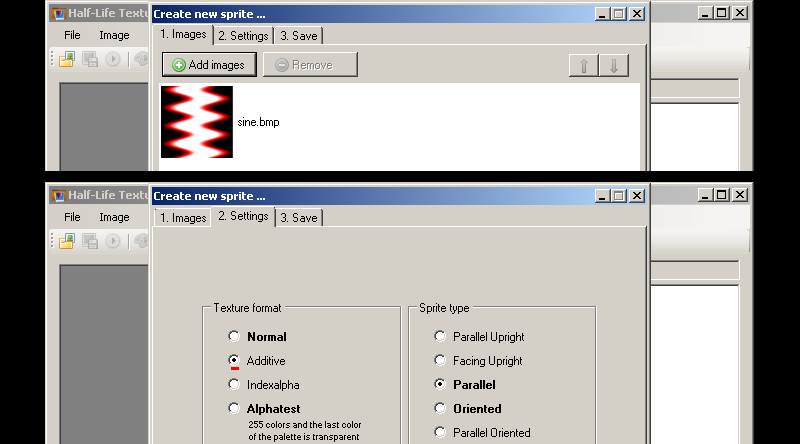 Half-Life Textu
Create new sprite ...
File Image
1. Images 2. Settings 3. Save
Add images Remove
sine.bmp
Half-Life Textu
Create new sprite ...
File Image
1. Images 2. Settings 3. Save
Texture format Sprite type
Normal Parallel Upright
Additive Facing Upright
Indexalpha Parallel
Alphatest Oriented
255 colors and the last color Parallel Oriented
of the palette is transparent